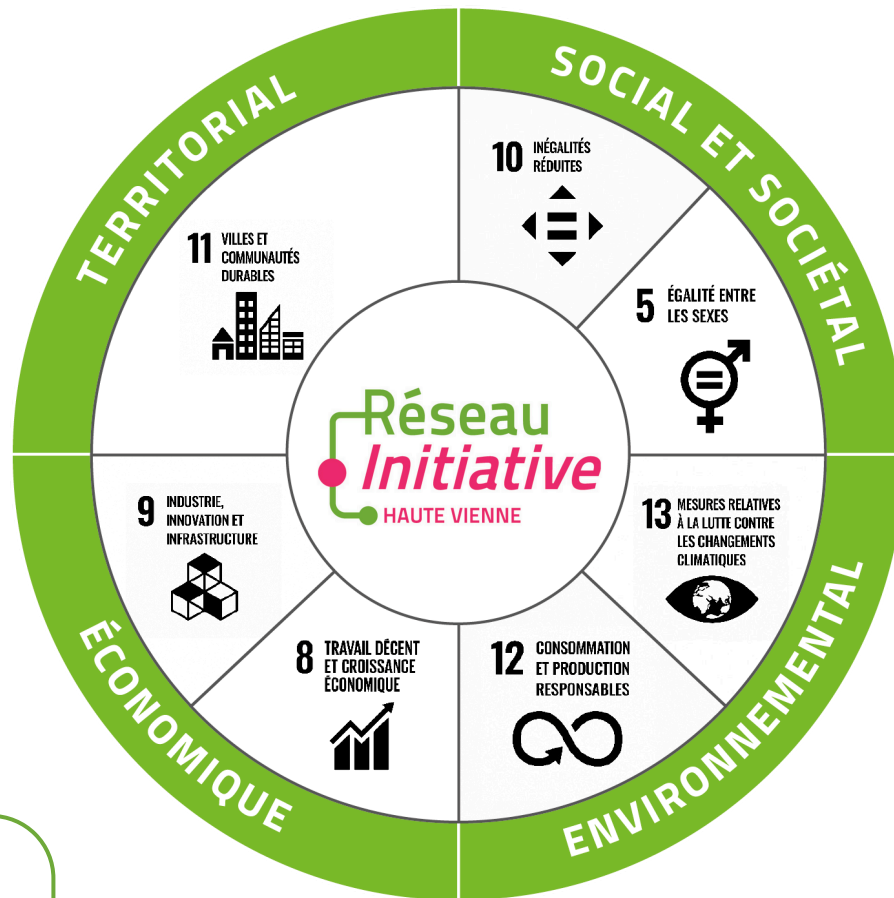 TERRITORIAL
11 VILLES ET
COMMUNAUTÉS
DURABLES
SOCIAL ET SOCIÉTAL
10 INÉGALITÉS
RÉDUITES
5 ÉGALITÉ ENTRE
LES SEXES
Réseau
Initiative
HAUTE VIENNE
ENVIRONNEMENTAL
13 MESURES RELATIVES
À LA LUTTE CONTRE
LES CHANGEMENTS
CLIMATIQUES
12 CONSOMMATION
ET PRODUCTION
RESPONSABLES
ÉCONOMIQUE
8 TRAVAIL DÉCENT
ET CROISSANCE
ÉCONOMIQUE
9 INDUSTRIE,
INNOVATION ET
INFRASTRUCTURE